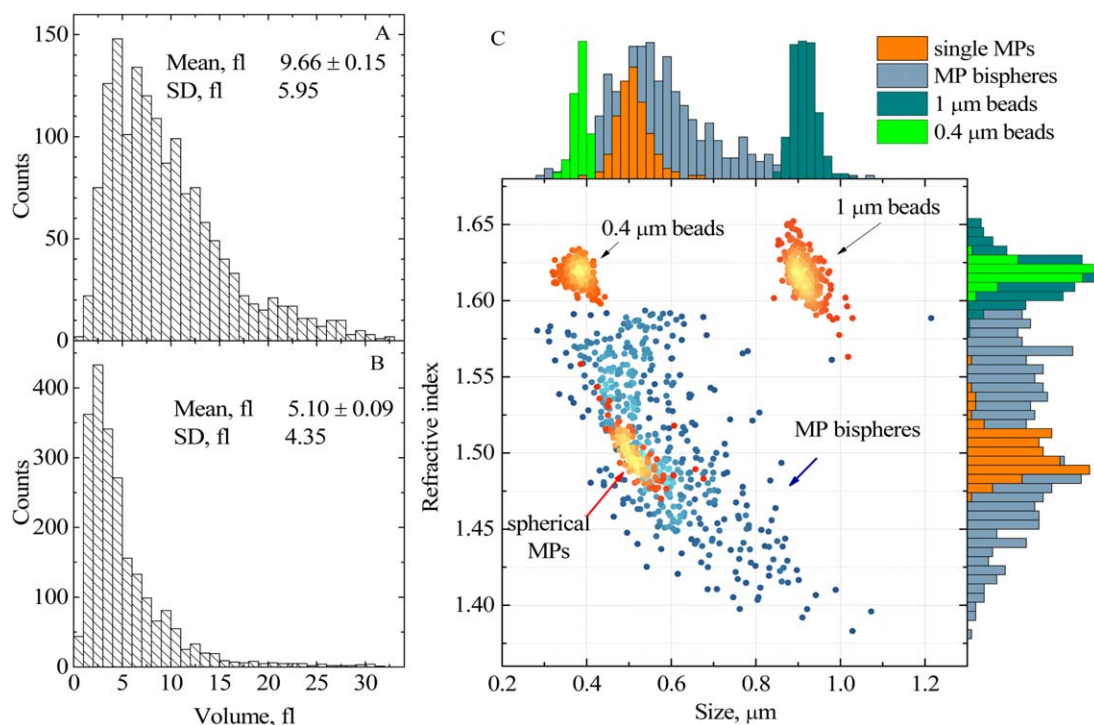 A
Mean, fl 9.66 ± 0.15
SD, fl 5.95
150
100
50
0
Counts
B
Mean, fl 5.10 ± 0.09
SD, fl 4.35
400
300
200
100
0
Counts
0 5 10 15 20 25 30
Volume, fl
C
single MPs
MP bispheres
1 μm beads
0.4 μm beads
1.65
1.60
1.55
1.50
1.45
1.40
Refractive index
0.4 μm beads
1 μm beads
MP bispheres
spherical
MPs
0.2 0.4 0.6 0.8 1.0 1.2
Size, μm